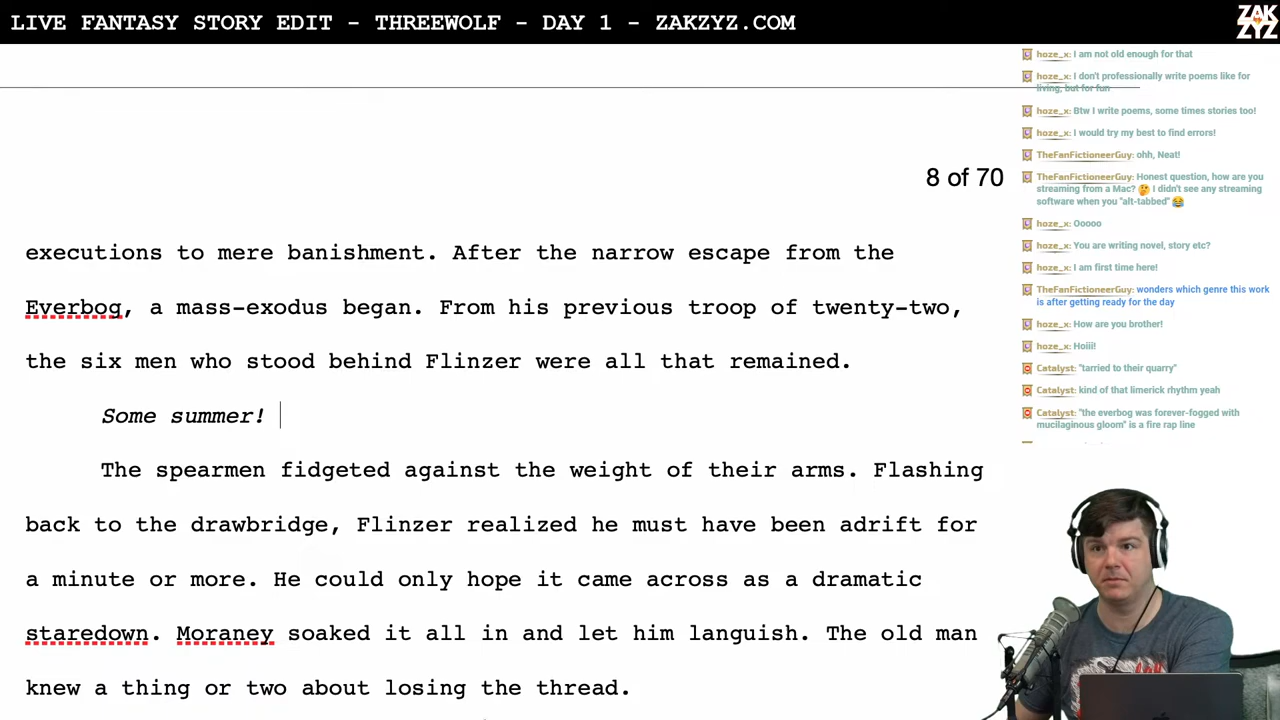 LIVE FANTASY STORY EDIT - THREEWOLF - DAY 1 - ZAKZYZ.COM
ZAK
ZYZ
8 of 70
executions to mere banishment. After the narrow escape from the
Everbog, a mass-exodus began. From his previous troop of twenty-two,
the six men who stood behind Flinzer were all that remained.
Some summer!
The spearmen fidgeted against the weight of their arms. Flashing
back to the drawbridge, Flinzer realized he must have been adrift for
a minute or more. He could only hope it came across as a dramatic
staredown. Moraney soaked it all in and let him languish. The old man
knew a thing or two about losing the thread.
hoze_x: I am not old enough for that
hoze_x: I don't professionally write poems like for
living, but for fun
hoze_x: Btw I write poems, some times stories too!
hoze_x: I would try my best to find errors!
TheFanFictioneerGuy: ohh, Neat!
TheFanFictioneerGuy: Honest question, how are you
streaming from a Mac? 🤔 I didn't see any streaming
software when you "alt-tabbed" 😂
hoze_x: Ooooo
hoze_x: You are writing novel, story etc?
hoze_x: I am first time here!
TheFanFictioneerGuy: wonders which genre this work
is after getting ready for the day
hoze_x: How are you brother!
hoze_x: Hoiii!
Catalyst: "tarried to their quarry"
Catalyst: kind of that limerick rhythm yeah
Catalyst: "the everbog was forever-fogged with
mucilaginous gloom" is a fire rap line